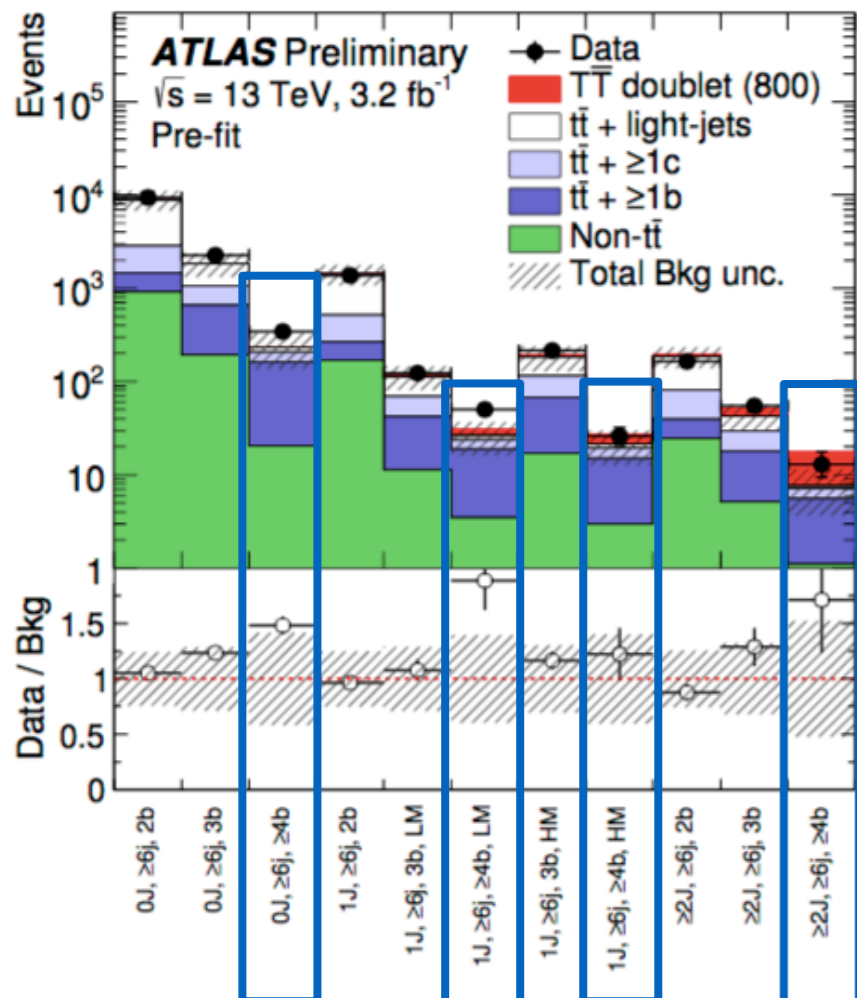 Events
ATLAS Preliminary
√s = 13 TeV, 3.2 fb⁻¹
Pre-fit
Data
TT̅ doublet (800)
tt̅ + light-jets
tt̅ + ≥1c
tt̅ + ≥1b
Non-tt̅
Total Bkg unc.
10⁵
10⁴
10³
10²
10
1
Data / Bkg
1.5
1
0.5
0
0J, ≥6j, 2b
0J, ≥6j, 3b
0J, ≥6j, ≥4b
1J, ≥6j, 2b
1J, ≥6j, 3b, LM
1J, ≥6j, ≥4b, LM
1J, ≥6j, 3b, HM
1J, ≥6j, ≥4b, HM
≥2J, ≥6j, 2b
≥2J, ≥6j, 3b
≥2J, ≥6j, ≥4b